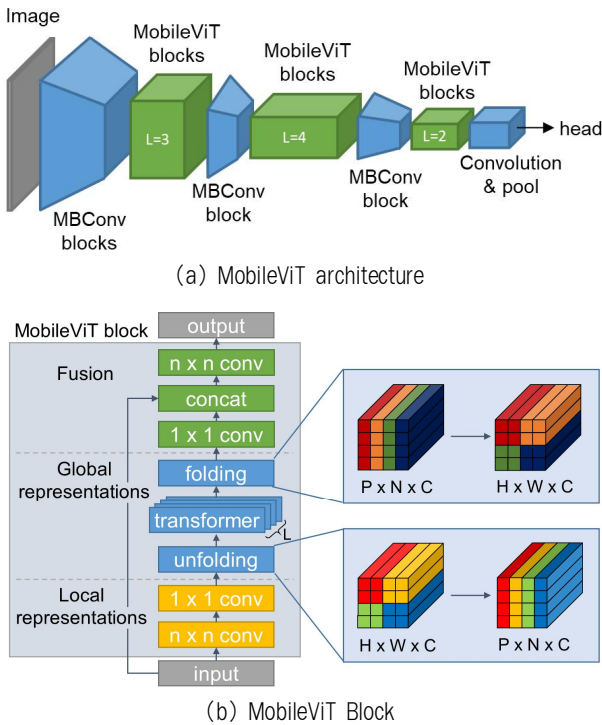 Image
MobileViT
blocks
MobileViT
blocks
MobileViT
blocks
L=3
L=4
L=2
head
MBConv
blocks
MBConv
block
MBConv
block
Convolution
& pool
(a) MobileViT architecture
MobileViT block
output
Fusion
n x n conv
concat
1 x 1 conv
Global
representations
folding
transformer
L
unfolding
Local
representations
1 x 1 conv
n x n conv
input
P x N x C
H x W x C
H x W x C
P x N x C
(b) MobileViT Block